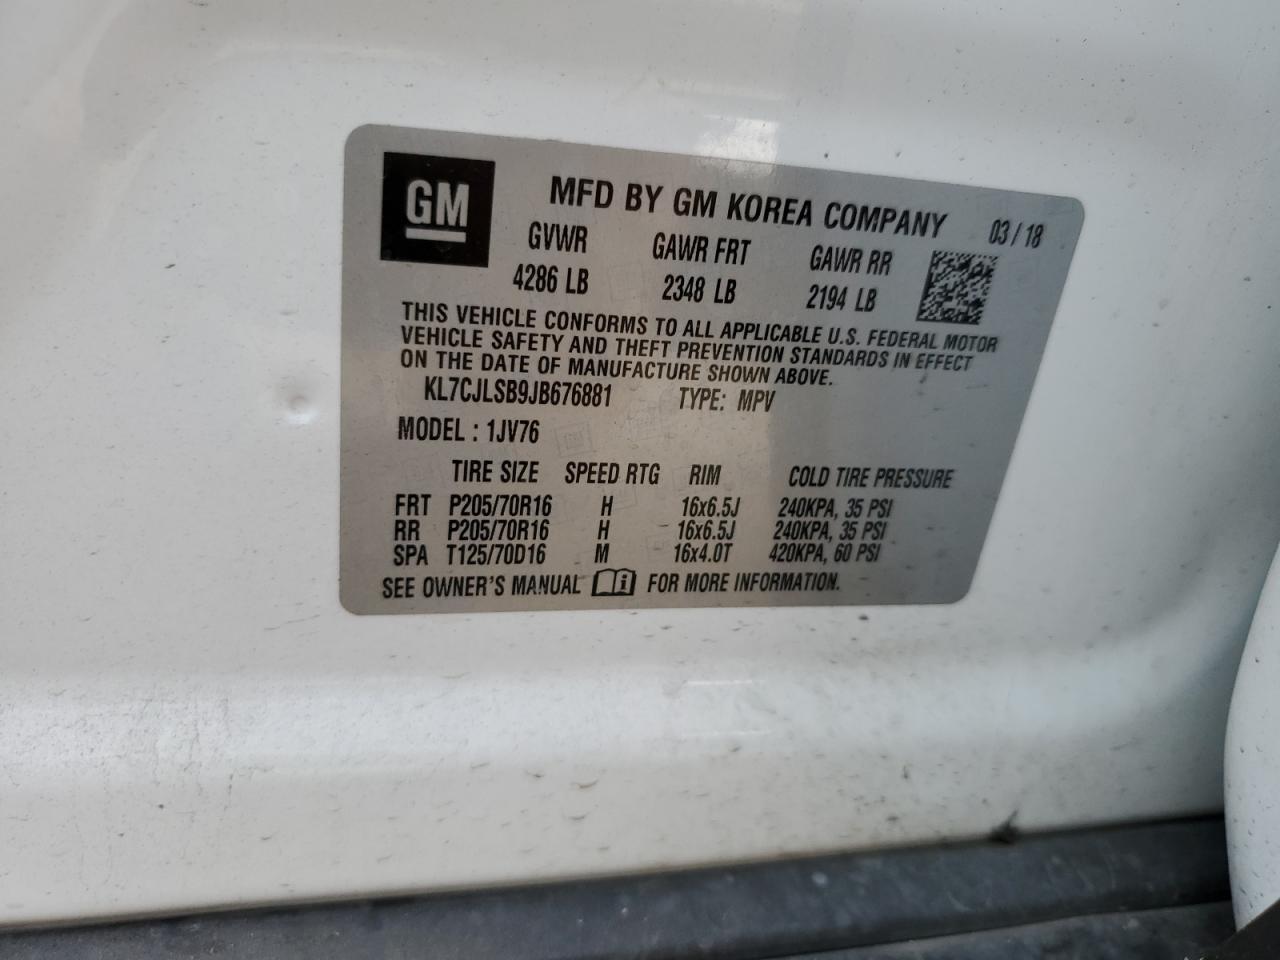 GM
MFD BY GM KOREA COMPANY 03/18
GVWR GAWR FRT GAWR RR
4286 LB 2348 LB 2194 LB
THIS VEHICLE CONFORMS TO ALL APPLICABLE U.S. FEDERAL MOTOR
VEHICLE SAFETY AND THEFT PREVENTION STANDARDS IN EFFECT
ON THE DATE OF MANUFACTURE SHOWN ABOVE.
KL7CJLSB9JB676881 TYPE: MPV
MODEL : 1JV76
TIRE SIZE SPEED RTG RIM COLD TIRE PRESSURE
FRT P205/70R16 H 16x6.5J 240KPA, 35 PSI
RR P205/70R16 H 16x6.5J 240KPA, 35 PSI
SPA T125/70D16 M 16x4.0T 420KPA, 60 PSI
SEE OWNER'S MANUAL i FOR MORE INFORMATION.